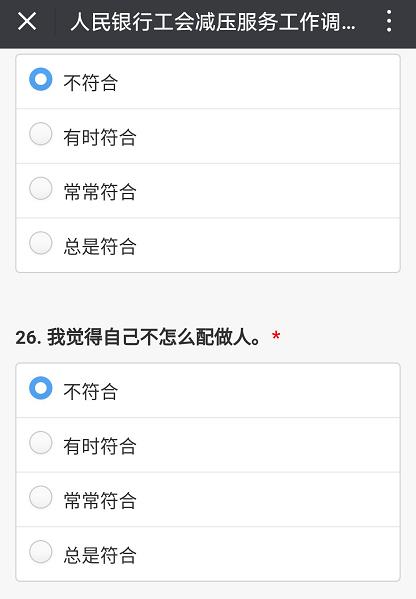 人民银行工会减压服务工作调...
不符合
有时符合
常常符合
总是符合
26. 我觉得自己不怎么配做人。*
不符合
有时符合
常常符合
总是符合